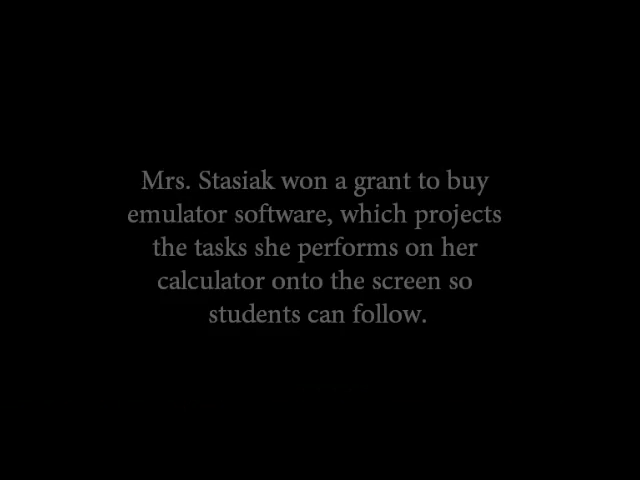 Mrs. Stasiak won a grant to buy
emulator software, which projects
the tasks she performs on her
calculator onto the screen so
students can follow.